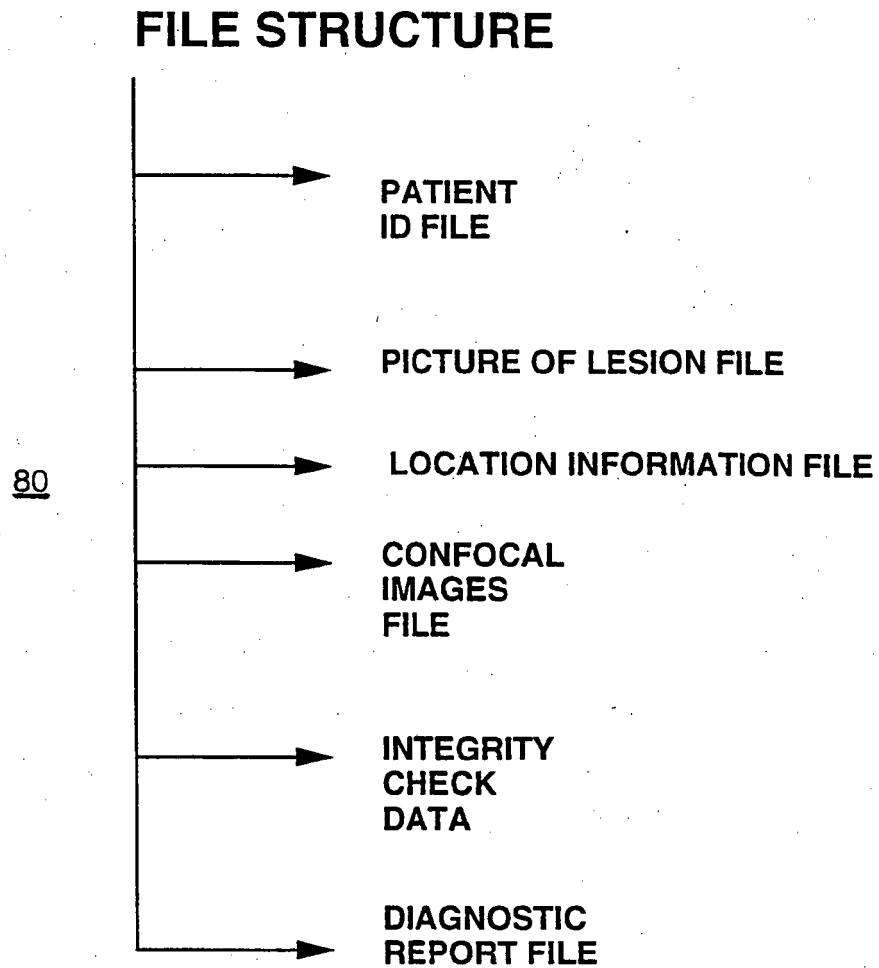 FILE STRUCTURE
PATIENT
ID FILE
PICTURE OF LESION FILE
LOCATION INFORMATION FILE
80
CONFOCAL
IMAGES
FILE
INTEGRITY
CHECK
DATA
DIAGNOSTIC
REPORT FILE